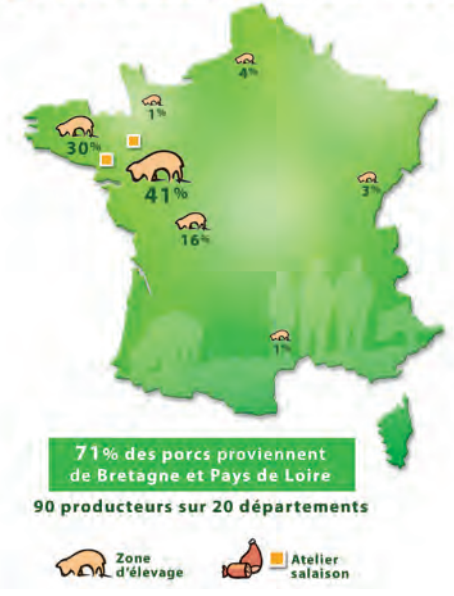 4%
1%
30%
41%
3%
16%
1%
71% des porcs proviennent
de Bretagne et Pays de Loire
90 producteurs sur 20 départements
Zone
d'élevage
Atelier
salaison